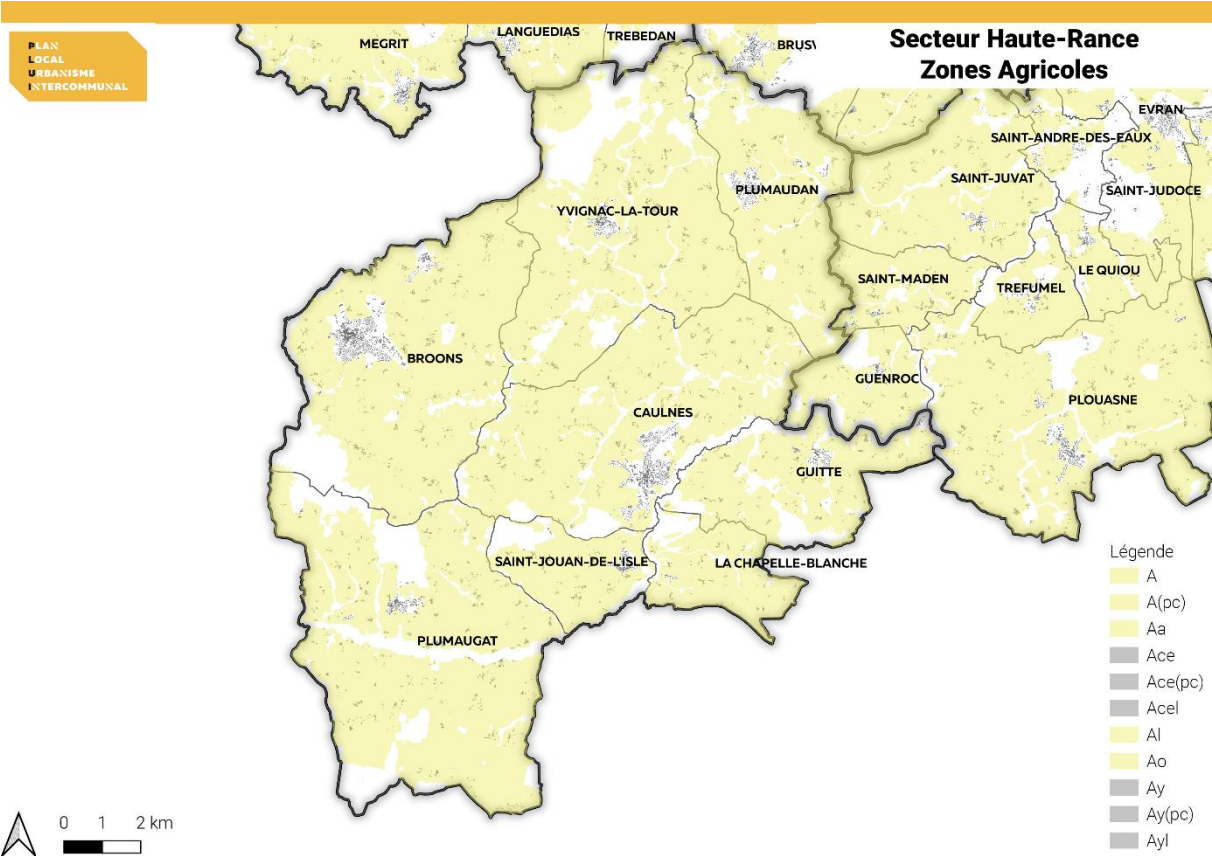 PLAN
LOCAL
URBANISME
INTERCOMMUNAL
Secteur Haute-Rance
Zones Agricoles
MEGRIT
LANGUEDIAS
TREBEDAN
BRUSV
EVRAN
SAINT-ANDRE-DES-EAUX
SAINT-JUVAT
SAINT-JUDOCE
PLUMAUDAN
YVIGNAC-LA-TOUR
SAINT-MADEN
LE QUIOU
TREFUMEL
BROONS
GUENROC
PLOUASNE
CAULNES
GUITTE
SAINT-JOUAN-DE-L'ISLE
LA CHAPELLE-BLANCHE
PLUMAUGAT
Légende
A
A(pc)
Aa
Ace
Ace(pc)
Acel
Al
Ao
Ay
Ay(pc)
Ayl
0 1 2 km